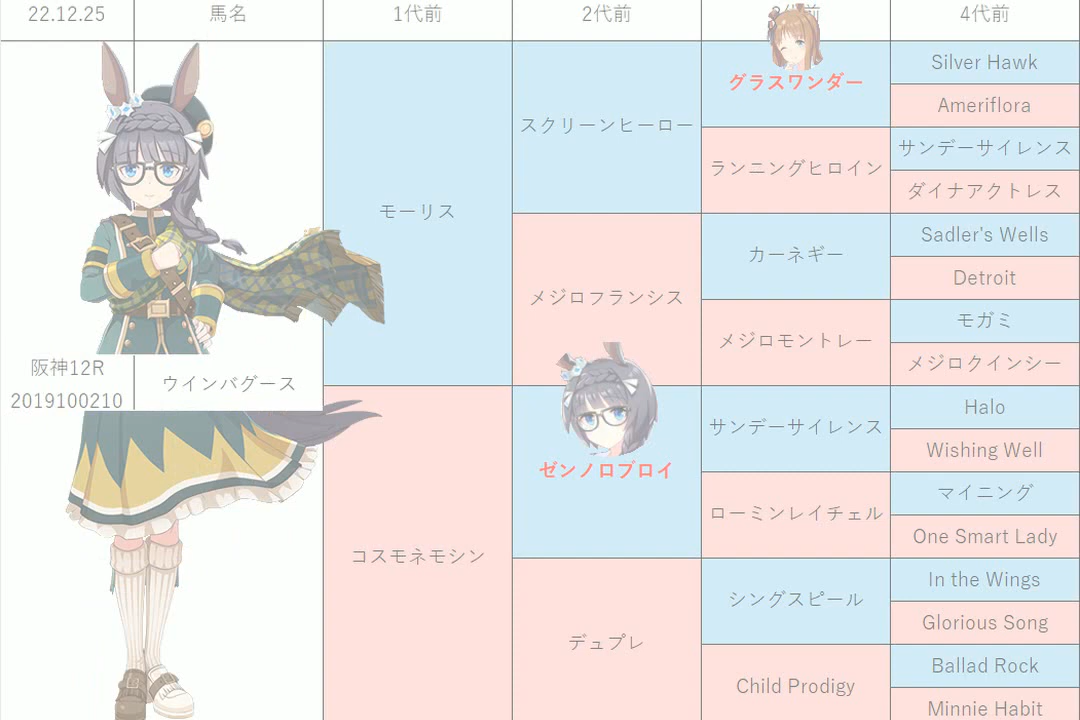 22.12.25
馬名
1代前
2代前
4代前
阪神12R
2019100210
ウインバグース
モーリス
コスモネモシン
スクリーンヒーロー
メジロフランシス
ゼンノロブロイ
デュプレ
グラスワンダー
ランニングヒロイン
カーネギー
メジロモントレー
サンデーサイレンス
ローミンレイチェル
シングスピール
Child Prodigy
Silver Hawk
Ameriflora
サンデーサイレンス
ダイナアクトレス
Sadler's Wells
Detroit
モガミ
メジロクインシー
Halo
Wishing Well
マイニング
One Smart Lady
In the Wings
Glorious Song
Ballad Rock
Minnie Habit